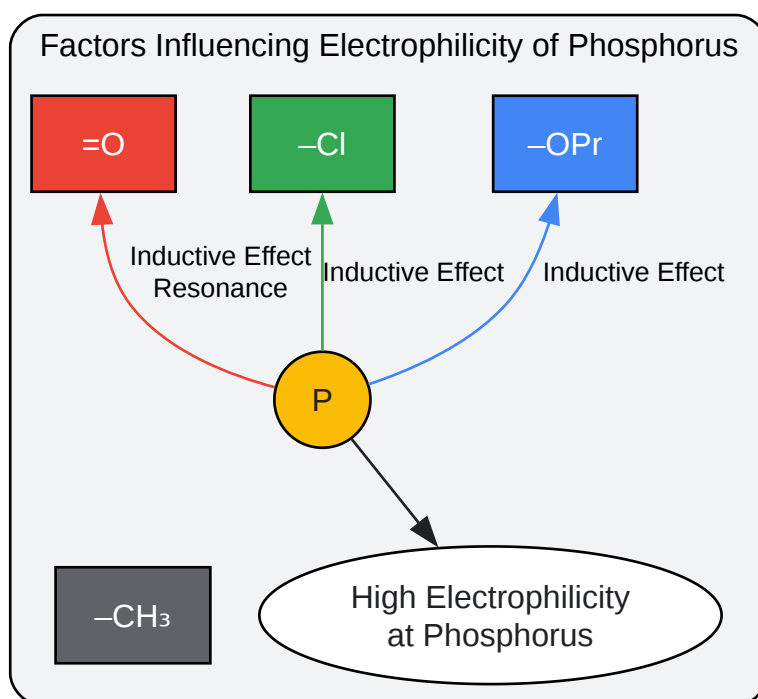 Factors Influencing Electrophilicity of Phosphorus
=O
–Cl
–OPr
Inductive Effect
Resonance
Inductive Effect
Inductive Effect
P
–CH₃
High Electrophilicity
at Phosphorus